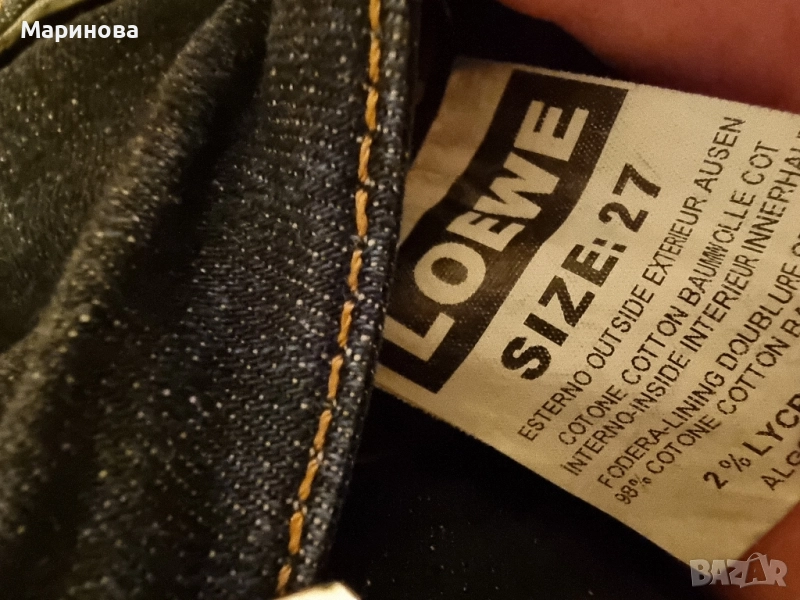 Маринова
LOEWE
SIZE: 27
ESTERNO OUTSIDE EXTERIEUR AUSEN
COTONE COTTON BAUMWOLLE COT
INTERNO-INSIDE INTERIEUR INNERHAL
FODERA-LINING DOUBLURE
98% COTONE COTTON
2% LYCR
BAZAR